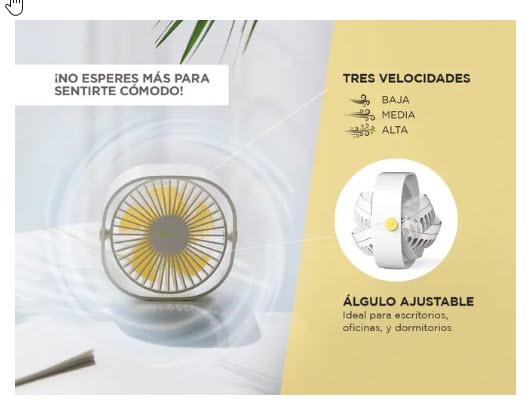 ¡NO ESPERES MÁS PARA
SENTIRTE CÓMODO!
TRES VELOCIDADES
BAJA
MEDIA
ALTA
ÁLGULO AJUSTABLE
Ideal para escritorios,
oficinas, y dormitorios